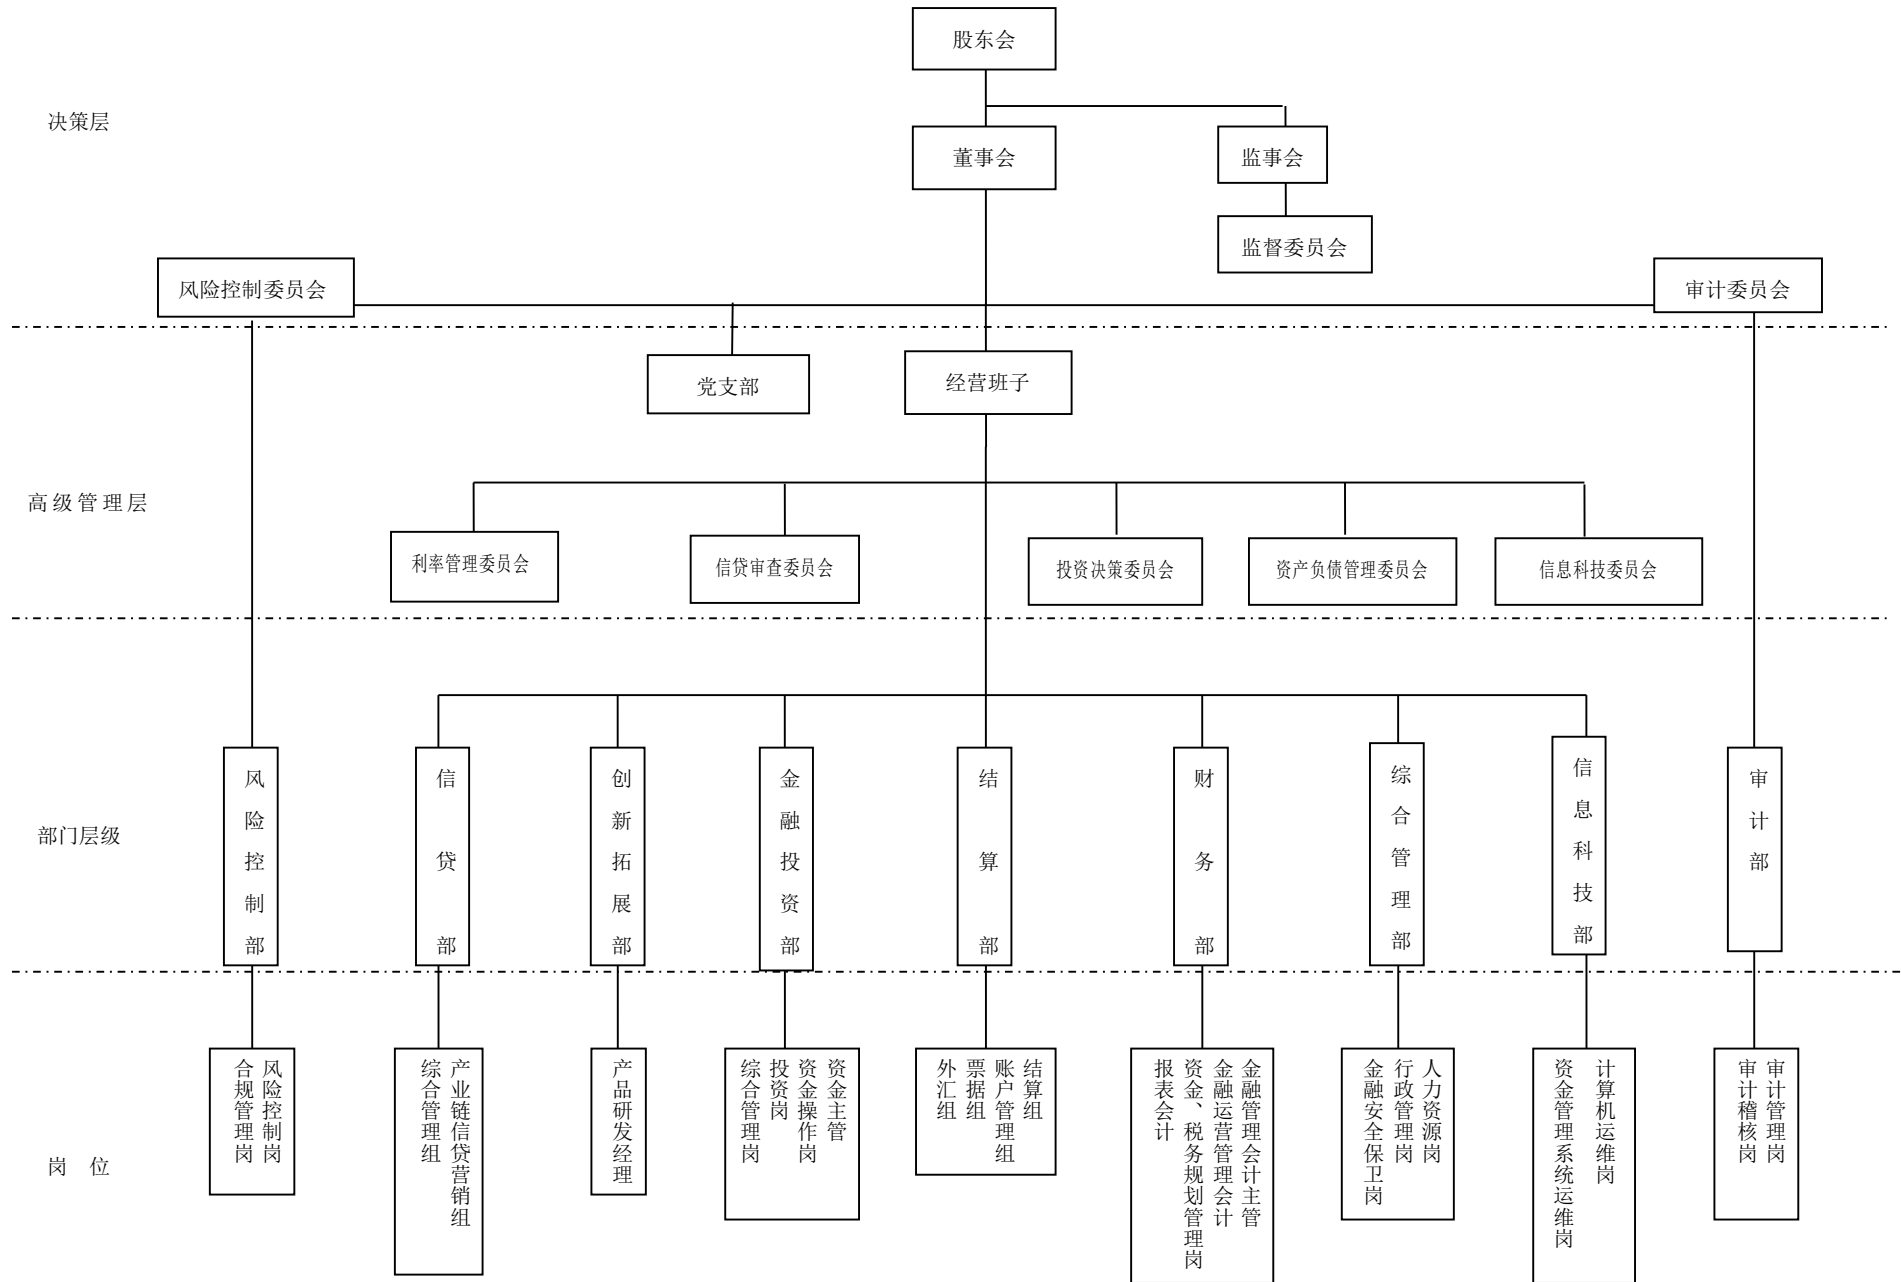 股东会
决策层
董事会
监事会
监督委员会
风险控制委员会
审计委员会
党支部
经营班子
高级管理层
利率管理委员会
信贷审查委员会
投资决策委员会
资产负债管理委员会
信息科技委员会
部门层级
风险控制部
信贷部
创新拓展部
金融投资部
结算部
财务部
综合管理部
信息科技部
审计部
岗 位
风险控制岗
合规管理岗
产业链信贷营销组
综合管理组
产品研发经理
资金主管
资金操作岗
投资岗
综合管理岗
结算组
账户管理组
票据组
外汇组
金融管理会计主管
金融运营管理会计
资金、税务规划管理岗
报表会计
人力资源岗
行政管理岗
金融安全保卫岗
计算机运维岗
资金管理系统运维岗
审计管理岗
审计稽核岗